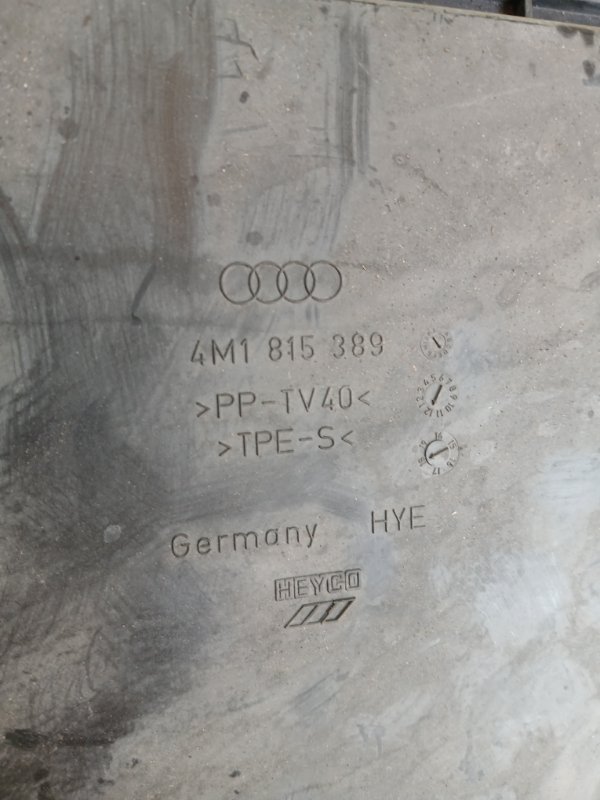 4M1 815 389
>PP-TV40<
>TPE-S<
Germany HYE
HEYCO